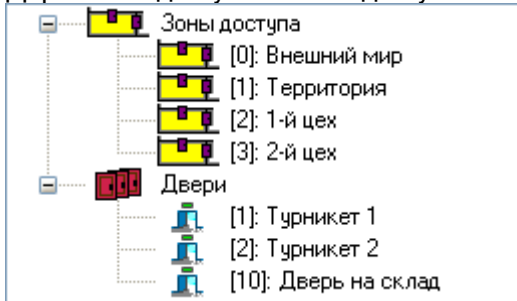 Зоны доступа
[0]: Внешний мир
[1]: Территория
[2]: 1-й цех
[3]: 2-й цех
Двери
[1]: Турникет 1
[2]: Турникет 2
[10]: Дверь на склад